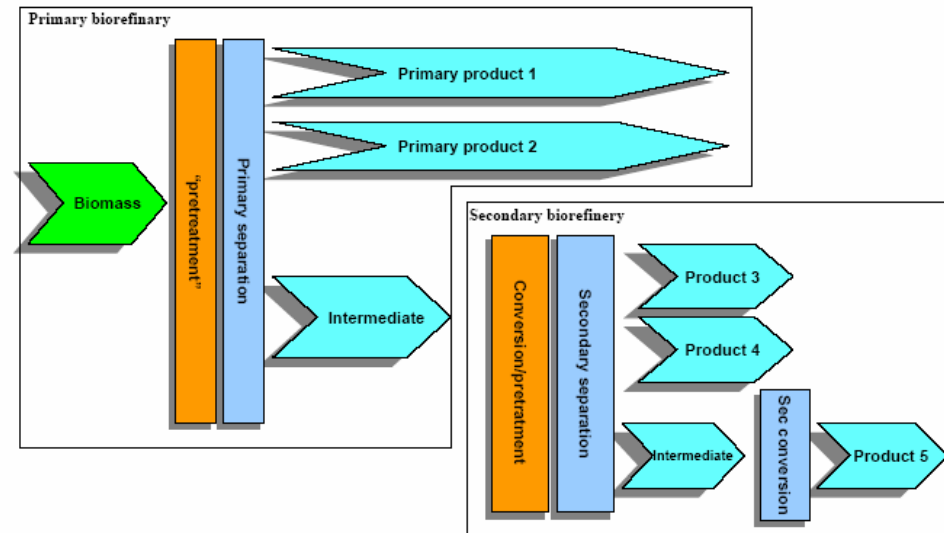 Primary biorefinary
Primary product 1
Primary product 2
Biomass
“pretreatment”
Primary separation
Intermediate
Secondary biorefinery
Conversion/pretratment
Secondary separation
Product 3
Product 4
Intermediate
Sec conversion
Product 5